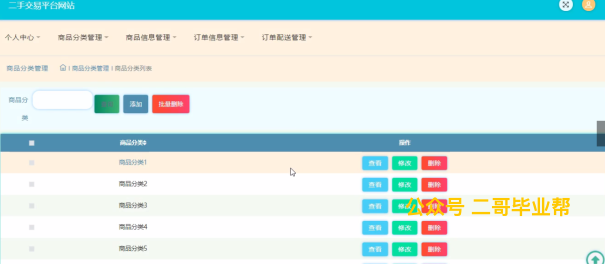 二手交易平台网站
个人中心 商品分类管理 商品信息管理 订单信息管理 订单配送管理
商品分类管理 商品分类管理 商品分类列表
商品分类 添加 批量删除
商品分类 操作
商品分类1 查看 修改 删除
商品分类2 查看 修改 删除
商品分类3 查看 修改 删除
公众号 二哥毕业帮
商品分类4 查看 修改 删除
商品分类5 查看 修改 删除